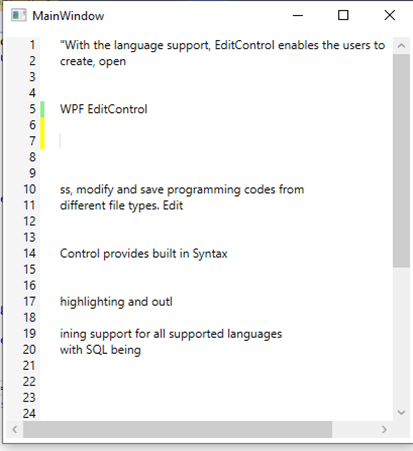 MainWindow
1 "With the language support, EditControl enables the users to
2 create, open
3
4
5 WPF EditControl
6
7
8
9
10 ss, modify and save programming codes from
11 different file types. Edit
12
13
14 Control provides built in Syntax
15
16
17 highlighting and outl
18
19 ining support for all supported languages
20 with SQL being
21
22
23
24